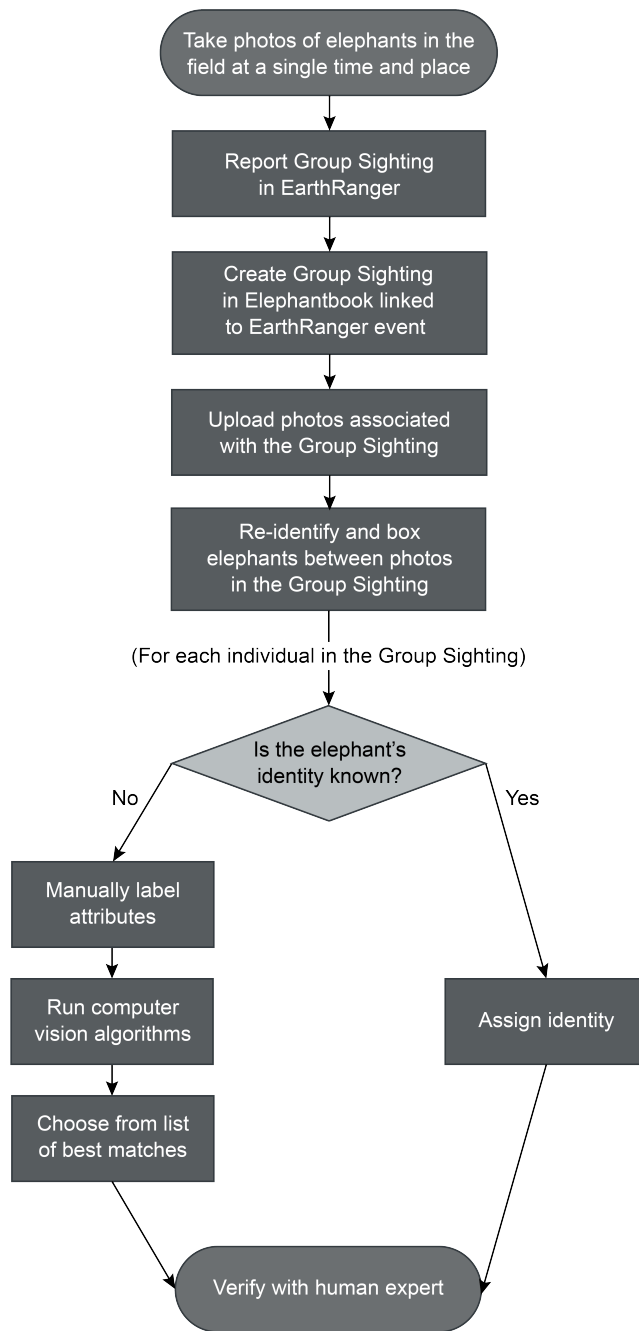 Take photos of elephants in the
field at a single time and place
Report Group Sighting
in EarthRanger
Create Group Sighting
in Elephantbook linked
to EarthRanger event
Upload photos associated
with the Group Sighting
Re-identify and box
elephants between photos
in the Group Sighting
(For each individual in the Group Sighting)
Is the elephant's
identity known?
No
Yes
Manually label
attributes
Run computer
vision algorithms
Assign identity
Choose from list
of best matches
Verify with human expert